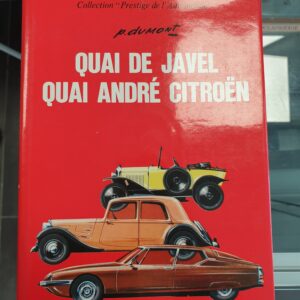 Collection "Prestige de l'Automobile"
p.dumont
QUAI DE JAVEL
QUAI ANDRÉ CITROËN